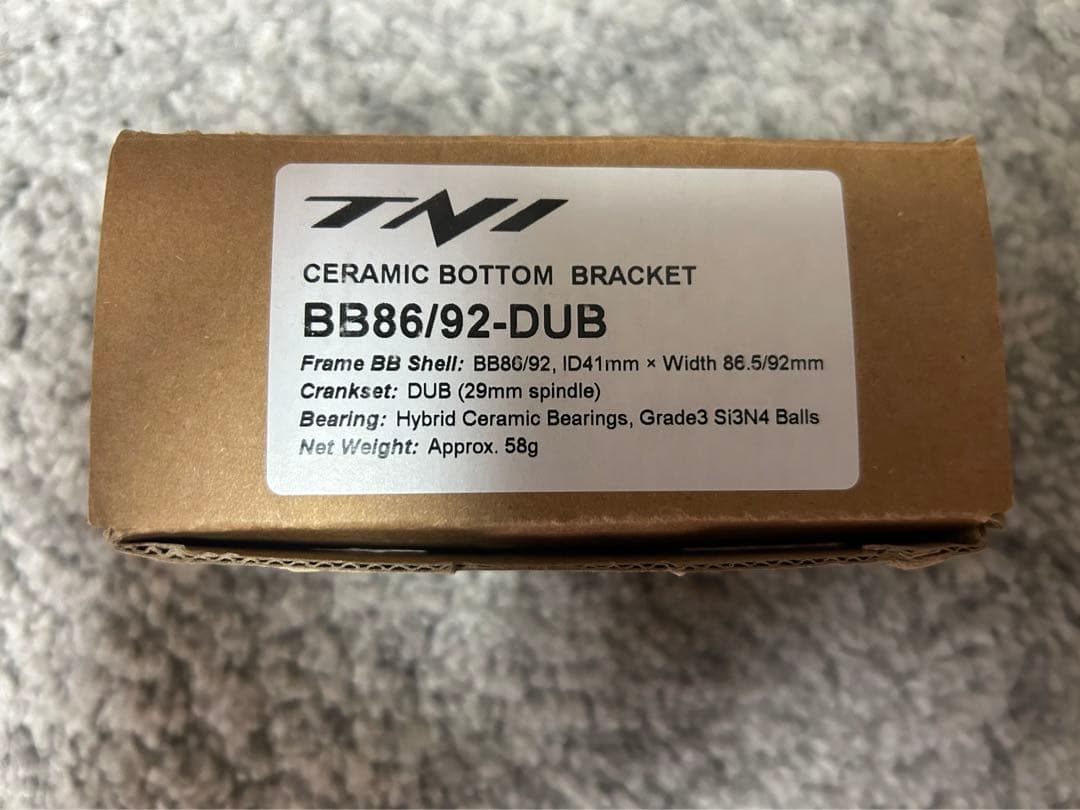 TNI
CERAMIC BOTTOM BRACKET
BB86/92-DUB
Frame BB Shell: BB86/92, ID41mm × Width 86.5/92mm
Crankset: DUB (29mm spindle)
Bearing: Hybrid Ceramic Bearings, Grade3 Si3N4 Balls
Net Weight: Approx. 58g